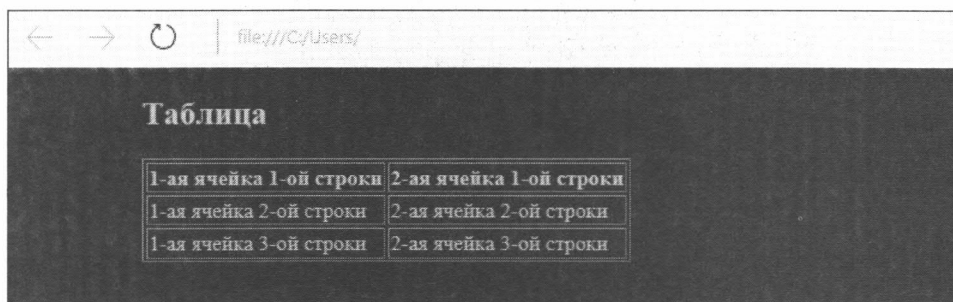 file:///C:/Users/
Таблица
1-ая ячейка 1-ой строки 2-ая ячейка 1-ой строки
1-ая ячейка 2-ой строки 2-ая ячейка 2-ой строки
1-ая ячейка 3-ой строки 2-ая ячейка 3-ой строки